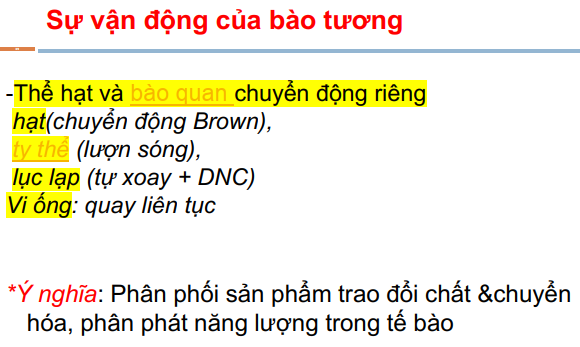 Sự vận động của bào tương
-Thể hạt và bào quan chuyển động riêng
hạt(chuyển động Brown),
ty thể (lượn sóng),
lục lạp (tự xoay + DNC)
Vi ống: quay liên tục
*Ý nghĩa: Phân phối sản phẩm trao đổi chất &chuyển
hóa, phân phát năng lượng trong tế bào